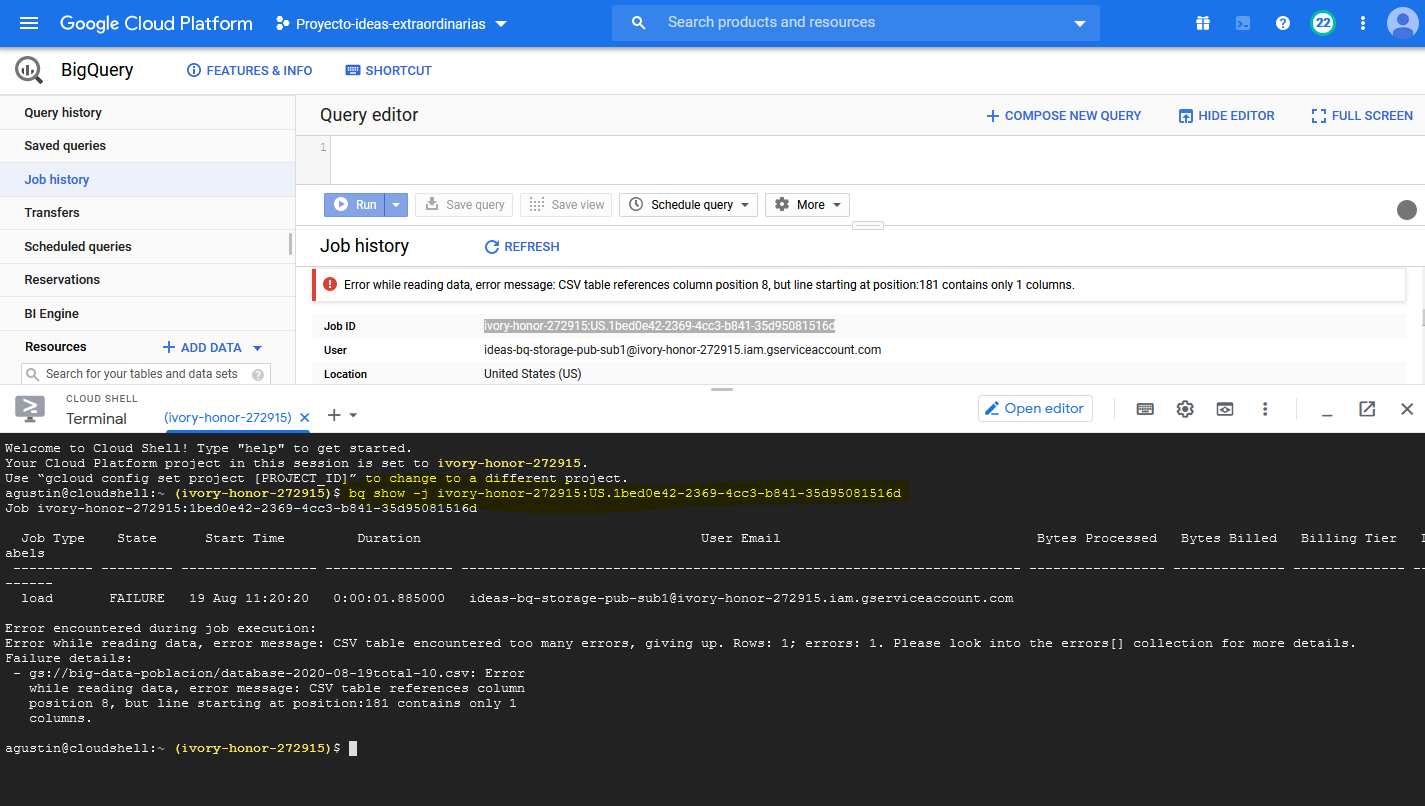 Google Cloud Platform Proyecto-ideas-extraordinarias Search products and resources 22
BigQuery FEATURES & INFO SHORTCUT
Query history
Saved queries
Job history
Transfers
Scheduled queries
Reservations
BI Engine
Resources ADD DATA
Search for your tables and data sets
Query editor COMPOSE NEW QUERY HIDE EDITOR FULL SCREEN
1
Run Save query Save view Schedule query More
Job history REFRESH
Error while reading data, error message: CSV table references column position 8, but line starting at position:181 contains only 1 columns.
Job ID ivory-honor-272915:US.1bed0e42-2369-4cc3-b841-35d95081516d
User ideas-bq-storage-pub-sub1@ivory-honor-272915.iam.gserviceaccount.com
Location United States (US)
CLOUD SHELL
Terminal (ivory-honor-272915) Open editor
Welcome to Cloud Shell! Type "help" to get started.
Your Cloud Platform project in this session is set to ivory-honor-272915.
Use “gcloud config set project [PROJECT_ID]” to change to a different project.
agustin@cloudshell:~ (ivory-honor-272915)$ bq show -j ivory-honor-272915:US.1bed0e42-2369-4cc3-b841-35d95081516d
Job ivory-honor-272915:1bed0e42-2369-4cc3-b841-35d95081516d
Job Type State Start Time Duration User Email Bytes Processed Bytes Billed Billing Tier
abels
---------- --------- ----------------- ---------------- ---------------------------------------------------------------------- ----------------- -------------- -------------- --
------
load FAILURE 19 Aug 11:20:20 0:00:01.885000 ideas-bq-storage-pub-sub1@ivory-honor-272915.iam.gserviceaccount.com
Error encountered during job execution:
Error while reading data, error message: CSV table encountered too many errors, giving up. Rows: 1; errors: 1. Please look into the errors[] collection for more details.
Failure details:
- gs://big-data-poblacion/database-2020-08-19total-10.csv: Error
while reading data, error message: CSV table references column
position 8, but line starting at position:181 contains only 1
columns.
agustin@cloudshell:~ (ivory-honor-272915)$